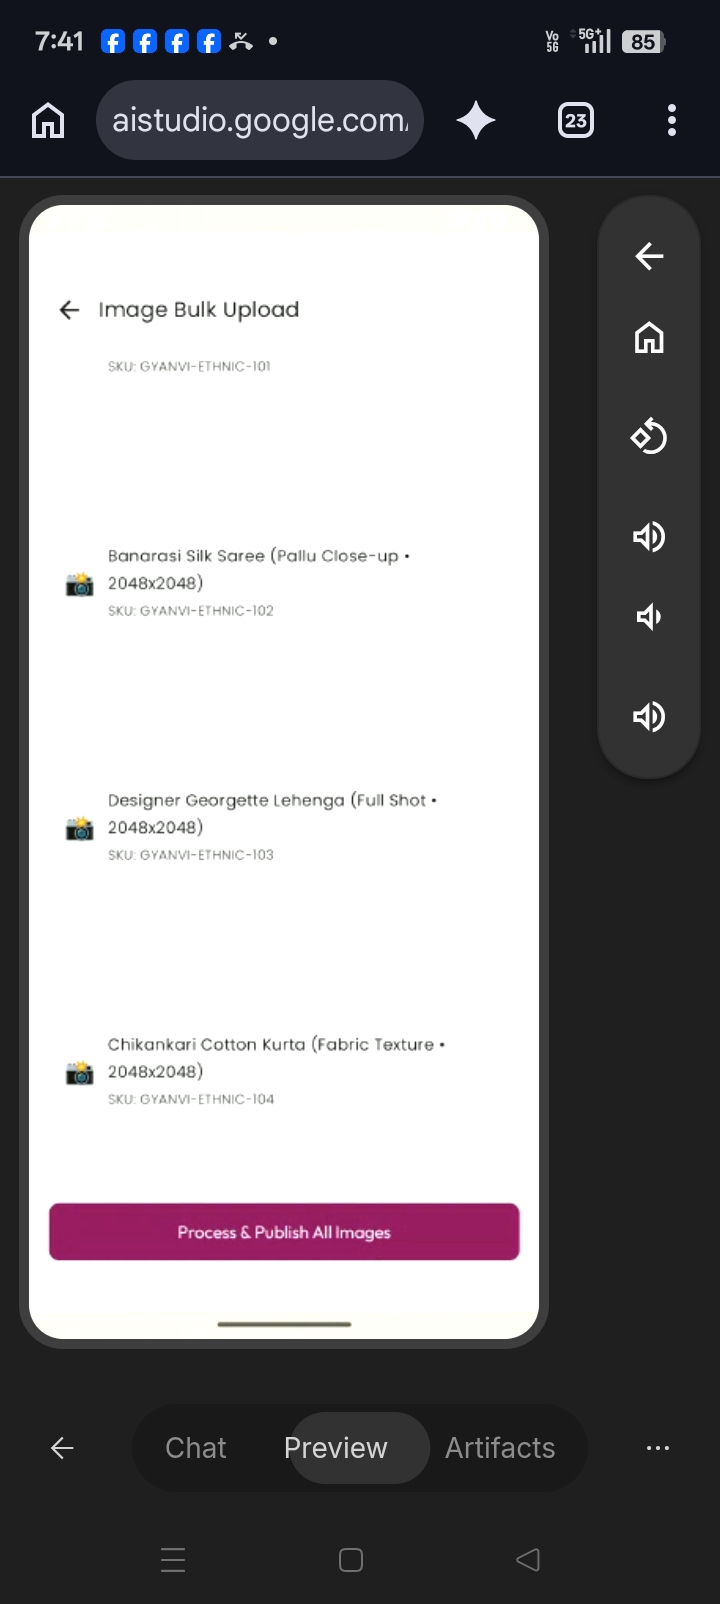 7:41
Vo 5G
5G+
85
aistudio.google.com/
23
Image Bulk Upload
SKU: GYANVI-ETHNIC-101
Banarasi Silk Saree (Pallu Close-up •
2048x2048)
SKU: GYANVI-ETHNIC-102
Designer Georgette Lehenga (Full Shot •
2048x2048)
SKU: GYANVI-ETHNIC-103
Chikankari Cotton Kurta (Fabric Texture •
2048x2048)
SKU: GYANVI-ETHNIC-104
Process & Publish All Images
Chat
Preview
Artifacts